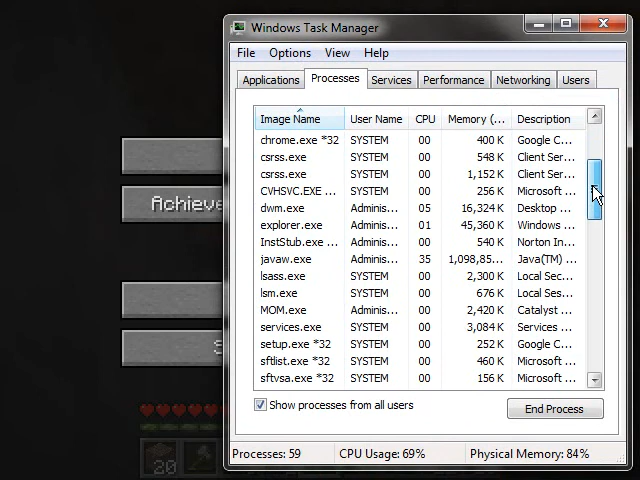 Windows Task Manager
File Options View Help
Applications Processes Services Performance Networking Users
Image Name User Name CPU Memory (... Description
chrome.exe *32 SYSTEM 00 400 K Google C...
csrss.exe SYSTEM 00 548 K Client Ser...
csrss.exe SYSTEM 00 1,152 K Client Ser...
CVHSVC.EXE ... SYSTEM 00 256 K Microsoft ...
dwm.exe Adminis... 05 16,324 K Desktop ...
explorer.exe Adminis... 01 45,360 K Windows ...
InstStub.exe ... SYSTEM 00 540 K Norton In...
javaw.exe Adminis... 35 1,098,85... Java(TM) ...
lsass.exe SYSTEM 00 2,300 K Local Sec...
lsm.exe SYSTEM 00 676 K Local Ses...
MOM.exe Adminis... 00 2,420 K Catalyst ...
services.exe SYSTEM 00 3,084 K Services ...
setup.exe *32 SYSTEM 00 252 K Google C...
sftlist.exe *32 SYSTEM 00 460 K Microsoft ...
sftvsa.exe *32 SYSTEM 00 156 K Microsoft ...
Show processes from all users End Process
Processes: 59 CPU Usage: 69% Physical Memory: 84%
Achieve
S
20